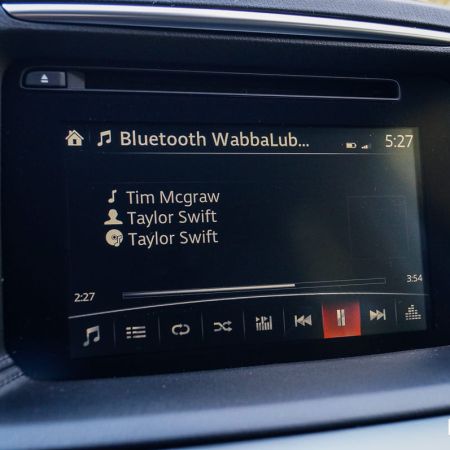 Bluetooth WabbaLub... 5:27
Tim Mcgraw
Taylor Swift
Taylor Swift
2:27 3:54